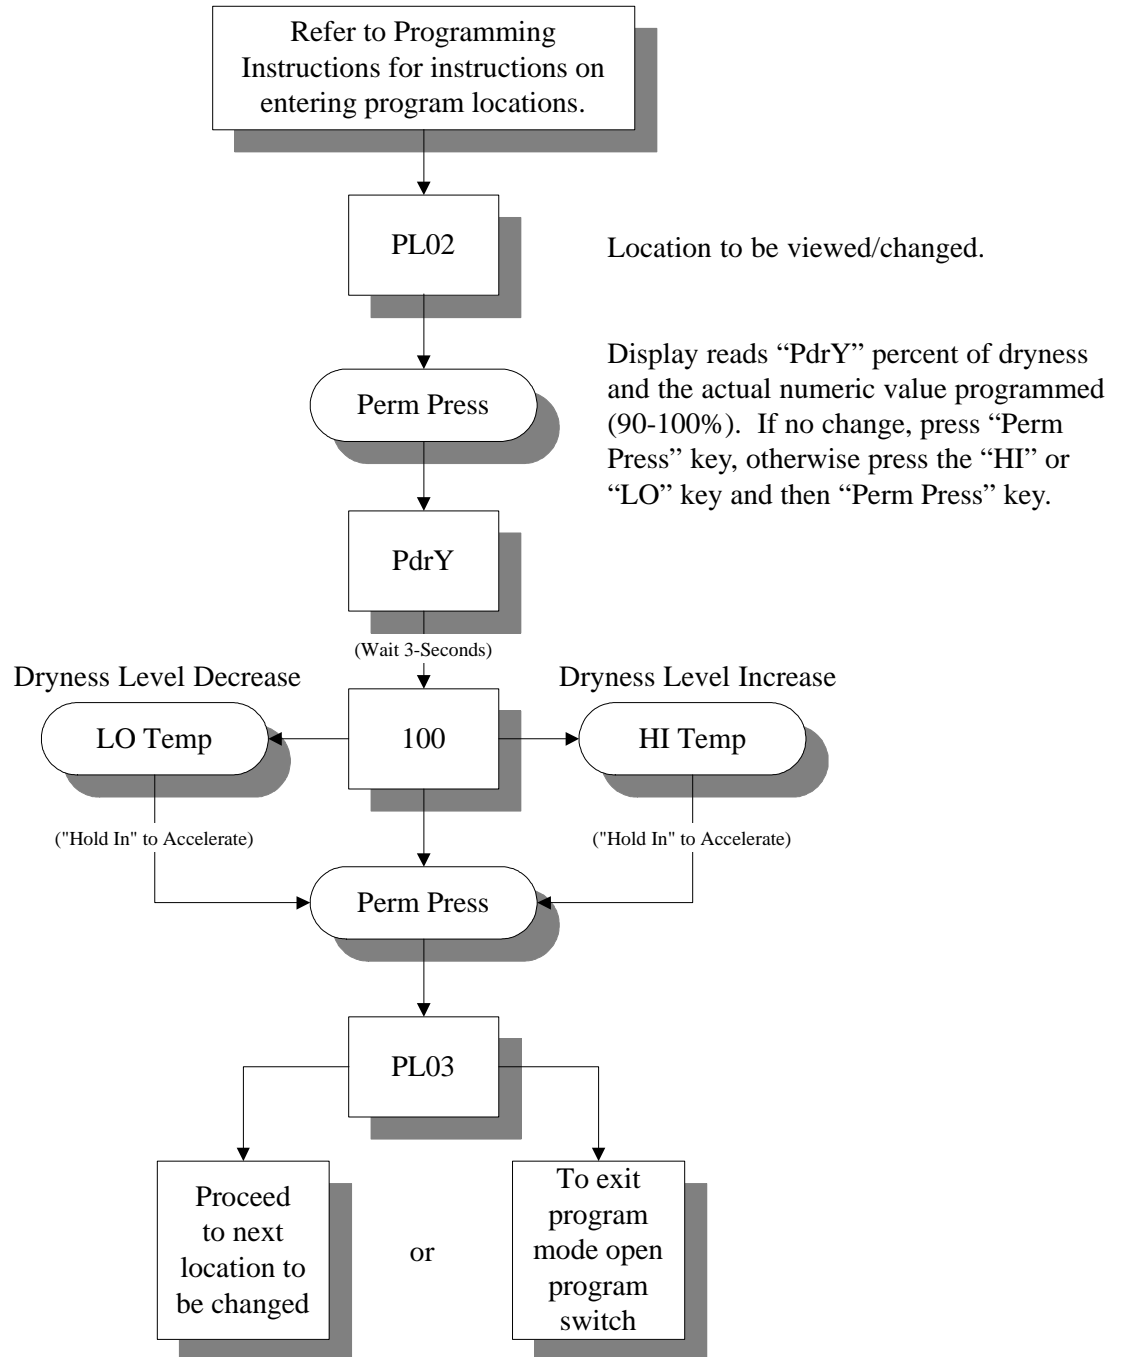 Refer to Programming
Instructions for instructions on
entering program locations.
PL02
Location to be viewed/changed.
Perm Press
Display reads “PdrY” percent of dryness
and the actual numeric value programmed
(90-100%).  If no change, press “Perm
Press” key, otherwise press the “HI” or
“LO” key and then “Perm Press” key.
PdrY
(Wait 3-Seconds)
Dryness Level Decrease
Dryness Level Increase
LO Temp
100
HI Temp
("Hold In" to Accelerate)
("Hold In" to Accelerate)
Perm Press
PL03
Proceed
to next
location to
be changed
or
To exit
program
mode open
program
switch